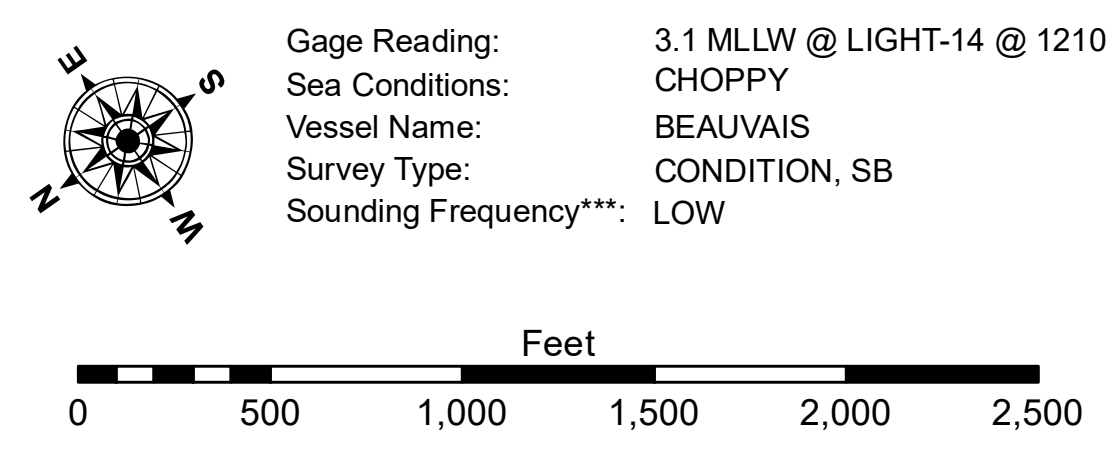 E
S
N
W
Gage Reading: 3.1 MLLW @ LIGHT-14 @ 1210
Sea Conditions: CHOPPY
Vessel Name: BEAUVAIS
Survey Type: CONDITION, SB
Sounding Frequency***: LOW
Feet
0 500 1,000 1,500 2,000 2,500